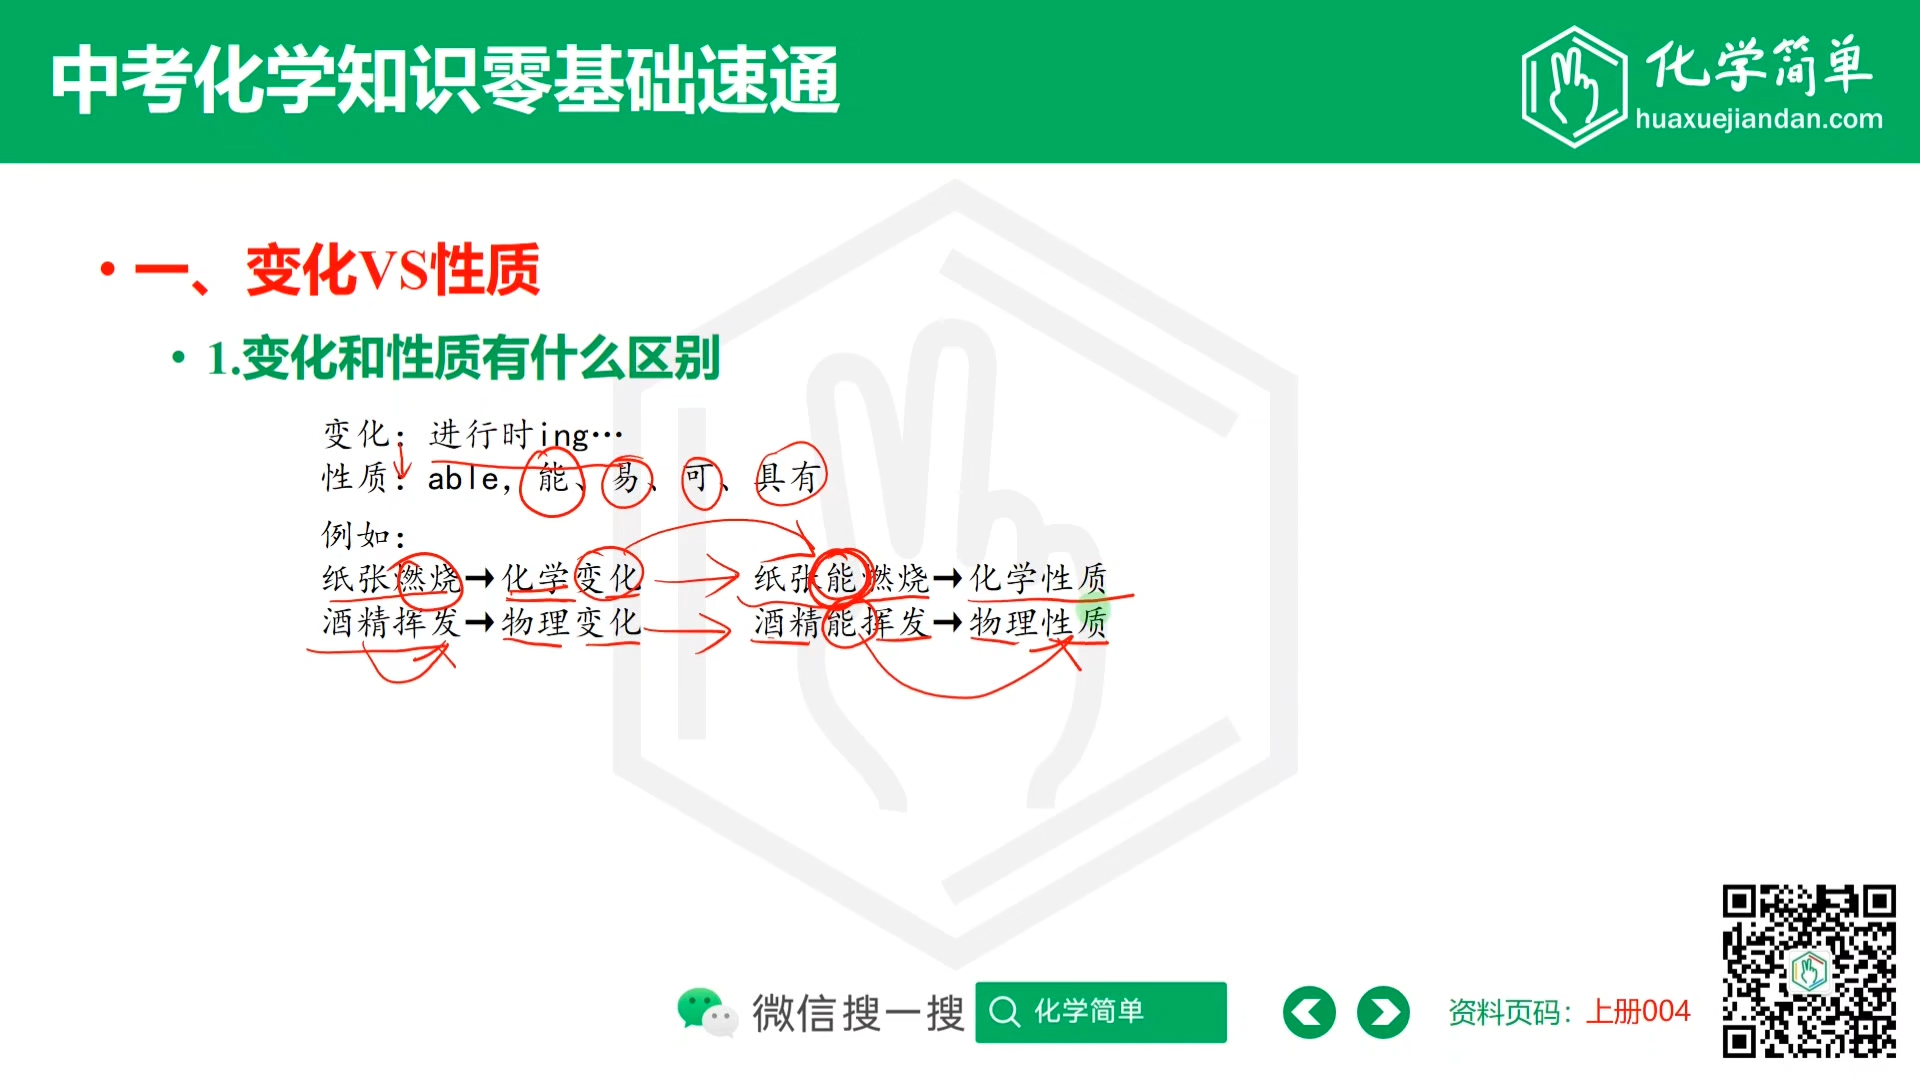 中考化学知识零基础速通
化学简单
huaxuejiandan.com
•一、变化VS性质
•1.变化和性质有什么区别
变化：进行时ing…
性质：able，能、易、可、具有
例如：
纸张燃烧→化学变化 纸张能燃烧→化学性质
酒精挥发→物理变化 酒精能挥发→物理性质
微信搜一搜 化学简单 资料页码：上册004